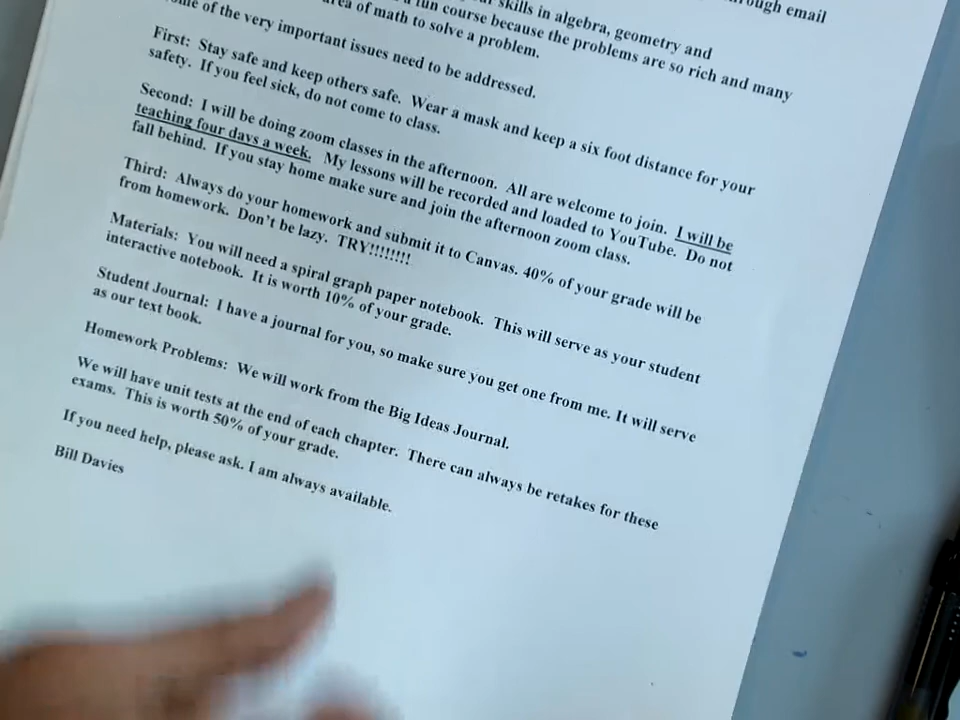 skills in algebra, geometry and
through email
fun course because the problems are so rich and many
area of math to solve a problem.
of the very important issues need to be addressed.
First: Stay safe and keep others safe. Wear a mask and keep a six foot distance for your
safety. If you feel sick, do not come to class.
Second: I will be doing zoom classes in the afternoon. All are welcome to join. I will be
teaching four days a week. My lessons will be recorded and loaded to YouTube. Do not
fall behind. If you stay home make sure and join the afternoon zoom class.
Third: Always do your homework and submit it to Canvas. 40% of your grade will be
from homework. Don't be lazy. TRY!!!!!!!!
Materials: You will need a spiral graph paper notebook. This will serve as your student
interactive notebook. It is worth 10% of your grade.
Student Journal: I have a journal for you, so make sure you get one from me. It will serve
as our text book.
Homework Problems: We will work from the Big Ideas Journal.
We will have unit tests at the end of each chapter. There can always be retakes for these
exams. This is worth 50% of your grade.
If you need help, please ask. I am always available.
Bill Davies